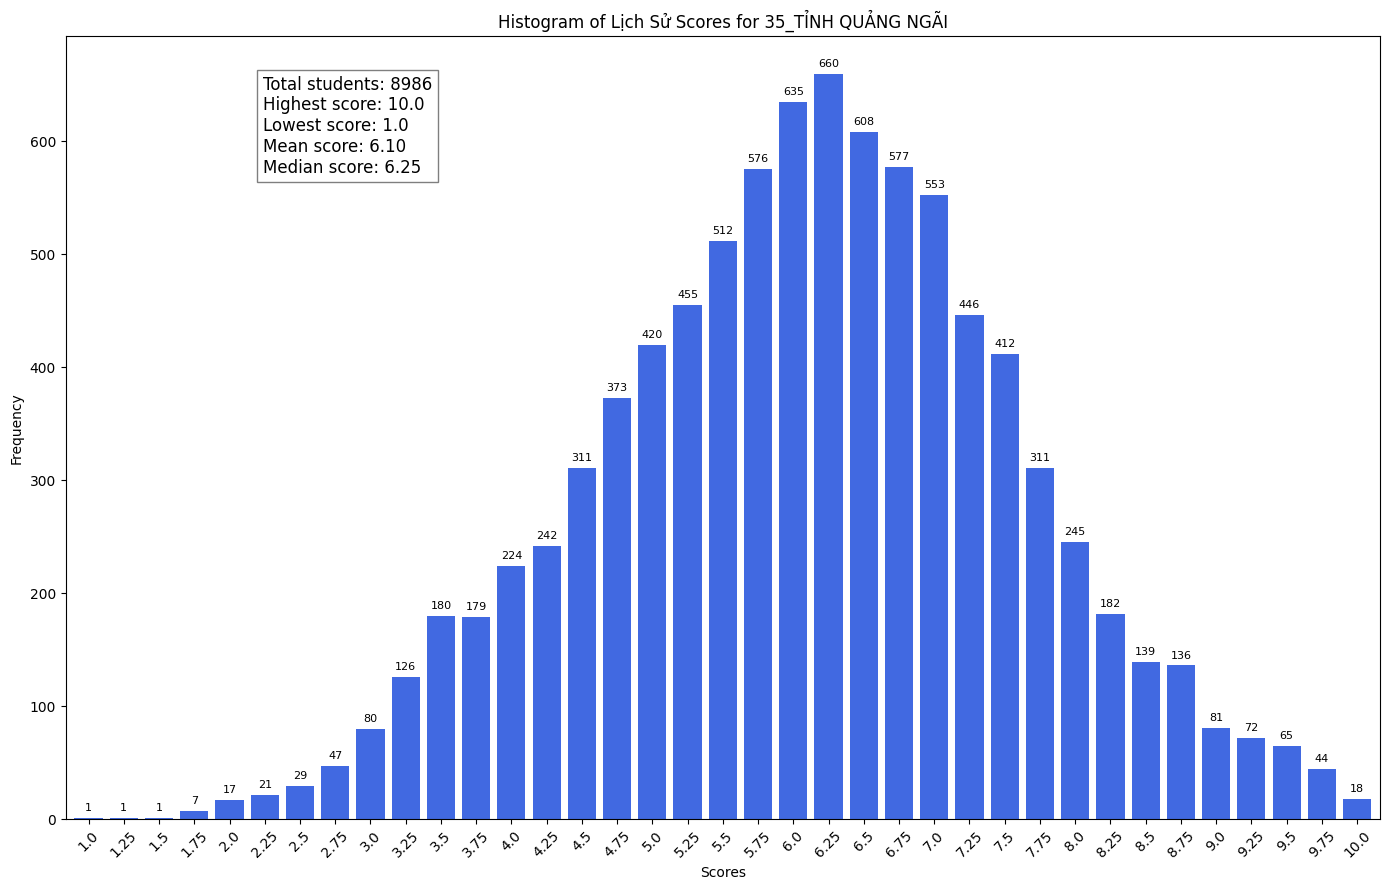 Histogram of Lịch Sử Scores for 35_TỈNH QUẢNG NGÃI
Total students: 8986
Highest score: 10.0
Lowest score: 1.0
Mean score: 6.10
Median score: 6.25
Frequency
600
500
400
300
200
100
0
1 1 1 7 17 21 29 47 80 126 180 179 224 242 311 373 420 455 512 576 635 660 608 577 553 446 412 311 245 182 139 136 81 72 65 44 18
1.0 1.25 1.5 1.75 2.0 2.25 2.5 2.75 3.0 3.25 3.5 3.75 4.0 4.25 4.5 4.75 5.0 5.25 5.5 5.75 6.0 6.25 6.5 6.75 7.0 7.25 7.5 7.75 8.0 8.25 8.5 8.75 9.0 9.25 9.5 9.75 10.0
Scores